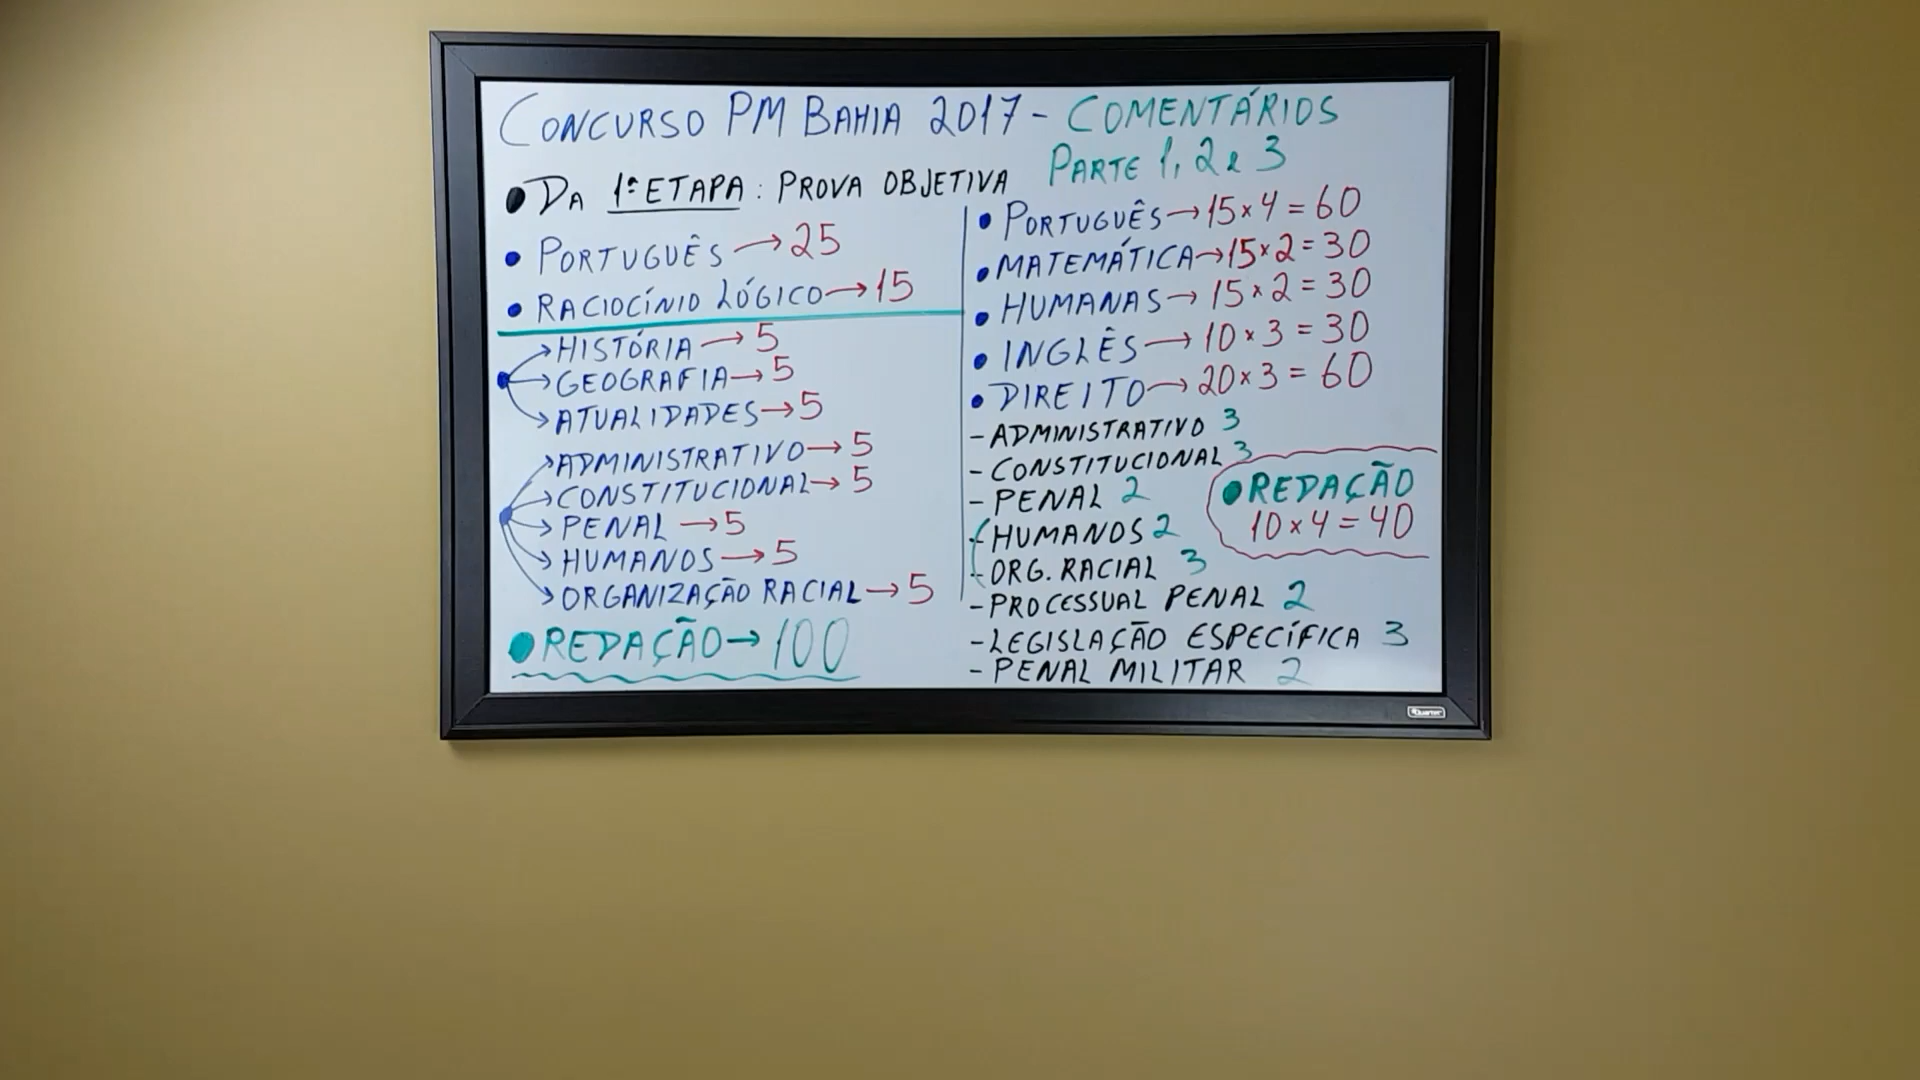 CONCURSO PM BAHIA 2017 - COMENTÁRIOS
PARTE 1, 2 e 3
• DA 1ª ETAPA: PROVA OBJETIVA
• PORTUGUÊS → 25
• RACIOCÍNIO LÓGICO → 15
→ HISTÓRIA → 5
→ GEOGRAFIA → 5
→ ATUALIDADES → 5
→ ADMINISTRATIVO → 5
→ CONSTITUCIONAL → 5
→ PENAL → 5
→ HUMANOS → 5
→ ORGANIZAÇÃO RACIAL → 5
• REDAÇÃO → 100
• PORTUGUÊS → 15 x 4 = 60
• MATEMÁTICA → 15 x 2 = 30
• HUMANAS → 15 x 2 = 30
• INGLÊS → 10 x 3 = 30
• DIREITO → 20 x 3 = 60
- ADMINISTRATIVO 3
- CONSTITUCIONAL 3
- PENAL 2
- HUMANOS 2
- ORG. RACIAL 3
- PROCESSUAL PENAL 2
- LEGISLAÇÃO ESPECÍFICA 3
- PENAL MILITAR 2
• REDAÇÃO
10 x 4 = 40
Quartet